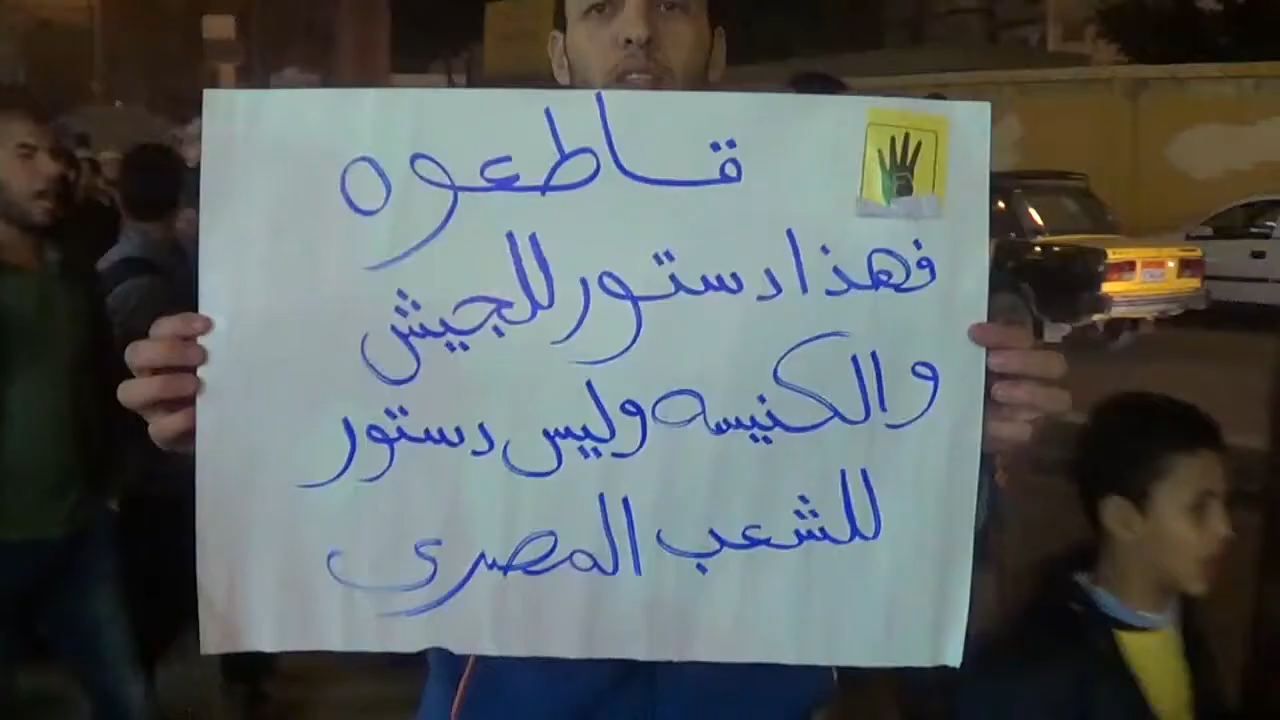 قاطعوه
فهذا دستور للجيش
والكنيسه وليس دستور
للشعب المصرى